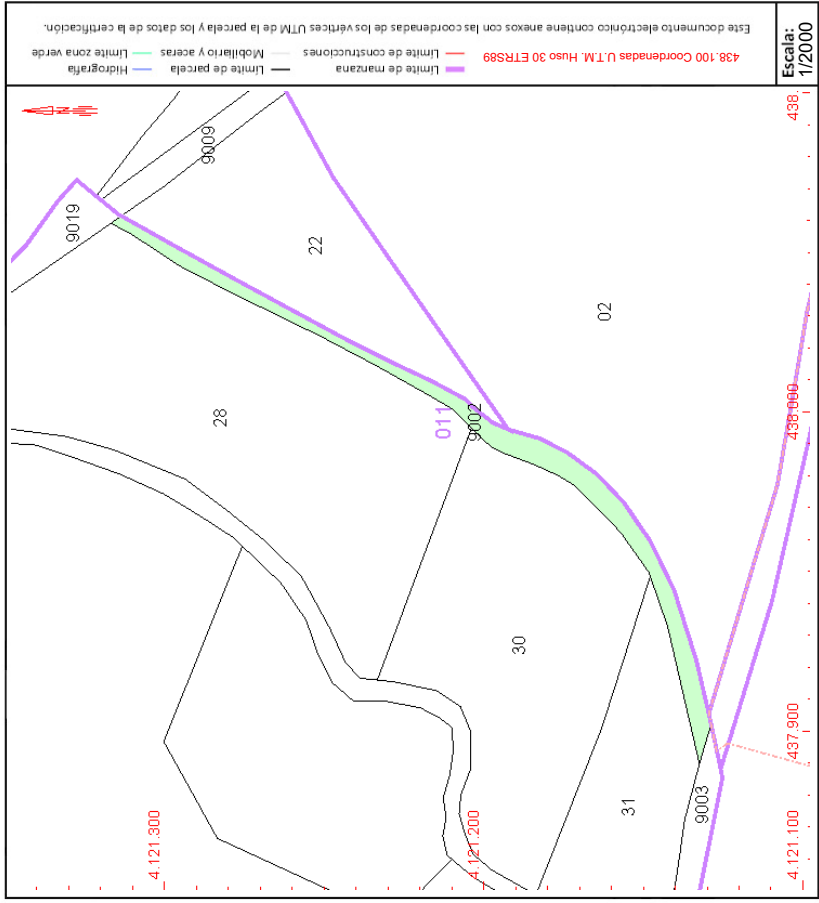 Este documento electrónico contiene anexos con las coordenadas de los vértices UTM de la parcela y los datos de la certificación.
438.100 Coordenadas U.T.M. Huso 30 ETRS89
Límite de manzana
Límite de construcciones
Límite de parcela
Mobiliario y aceras
Hidrografía
Límite zona verde
Escala:
1/2000
438.
9009
9019
22
02
28
011
9002
438.000
30
437.900
31
9003
4.121.300
4.121.200
4.121.100